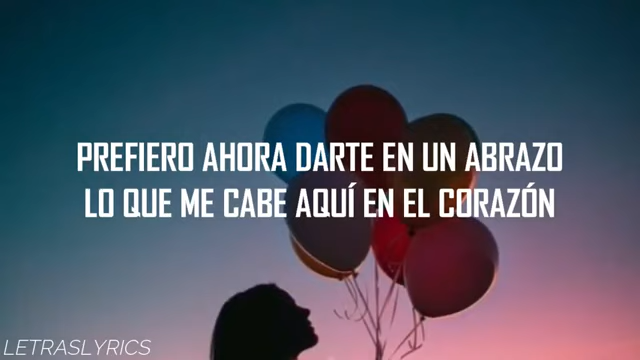 PREFIERO AHORA DARTE EN UN ABRAZO
LO QUE ME CABE AQUÍ EN EL CORAZÓN
LETRASLYRICS